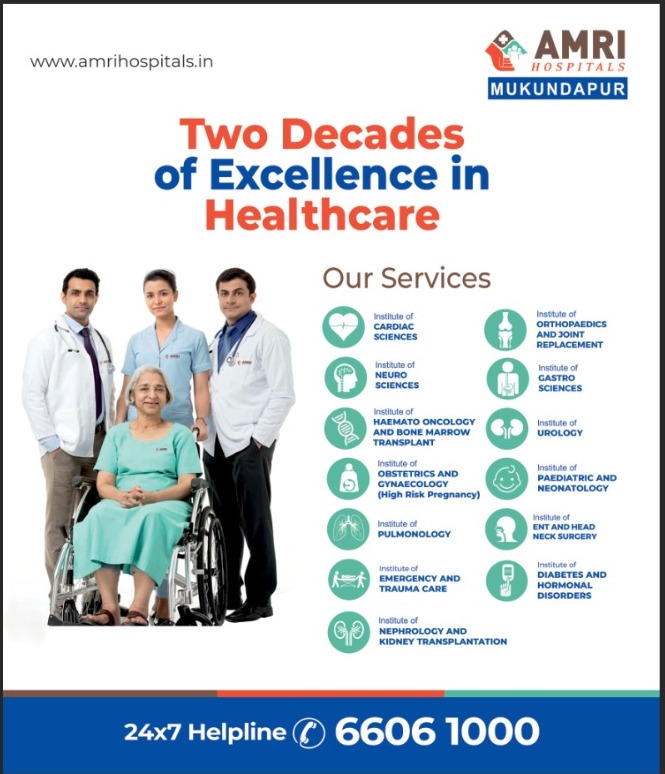 www.amrihospitals.in
AMRI
HOSPITALS
MUKUNDAPUR
Two Decades
of Excellence in
Healthcare
Our Services
Institute of
CARDIAC
SCIENCES
Institute of
ORTHOPAEDICS
AND JOINT
REPLACEMENT
Institute of
NEURO
SCIENCES
Institute of
GASTRO
SCIENCES
Institute of
HAEMATO ONCOLOGY
AND BONE MARROW
TRANSPLANT
Institute of
UROLOGY
Institute of
OBSTETRICS AND
GYNAECOLOGY
(High Risk Pregnancy)
Institute of
PAEDIATRIC AND
NEONATOLOGY
Institute of
PULMONOLOGY
Institute of
ENT AND HEAD
NECK SURGERY
Institute of
EMERGENCY AND
TRAUMA CARE
Institute of
DIABETES AND
HORMONAL
DISORDERS
Institute of
NEPHROLOGY AND
KIDNEY TRANSPLANTATION
AMRI
AMRI
24x7 Helpline 6606 1000